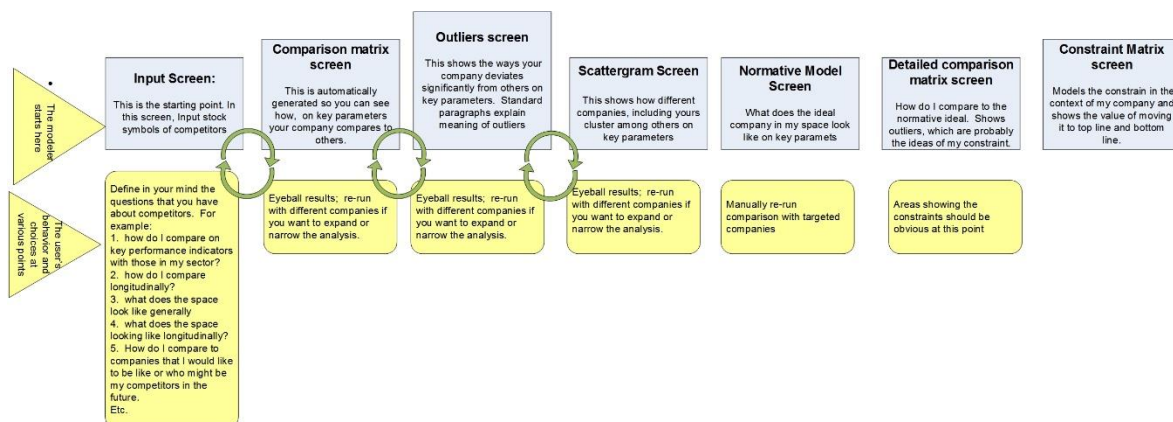 • The modeler
starts here
Input Screen:
This is the starting point. In
this screen, Input stock
symbols of competitors
Comparison matrix
screen
This is automatically
generated so you can see
how, on key parameters
your company compares to
others.
Outliers screen
This shows the ways your
company deviates
significantly from others on
key parameters. Standard
paragraphs explain
meaning of outliers
Scattergram Screen
This shows how different
companies, including yours
cluster among others on
key parameters
Normative Model
Screen
What does the ideal
company in my space look
like on key paramets
Detailed comparison
matrix screen
How do I compare to the
normative ideal. Shows
outliers, which are probably
the ideas of my constraint.
Constraint Matrix
screen
Models the constrain in the
context of my company and
shows the value of moving
it to top line and bottom
line.
The user's
behavior and
choices at
various points
Define in your mind the
questions that you have
about competitors. For
example:
1. how do I compare on
key performance indicators
with those in my sector?
2. how do I compare
longitudinally?
3. what does the space
look like generally
4. what does the space
looking like longitudinally?
5. How do I compare to
companies that I would like
to be like or who might be
my competitors in the
future.
Etc.
Eyeball results; re-run
with different companies if
you want to expand or
narrow the analysis.
Eyeball results; re-run
with different companies if
you want to expand or
narrow the analysis.
Eyeball results; re-run
with different companies if
you want to expand or
narrow the analysis.
Manually re-run
comparison with targeted
companies
Areas showing the
constraints should be
obvious at this point